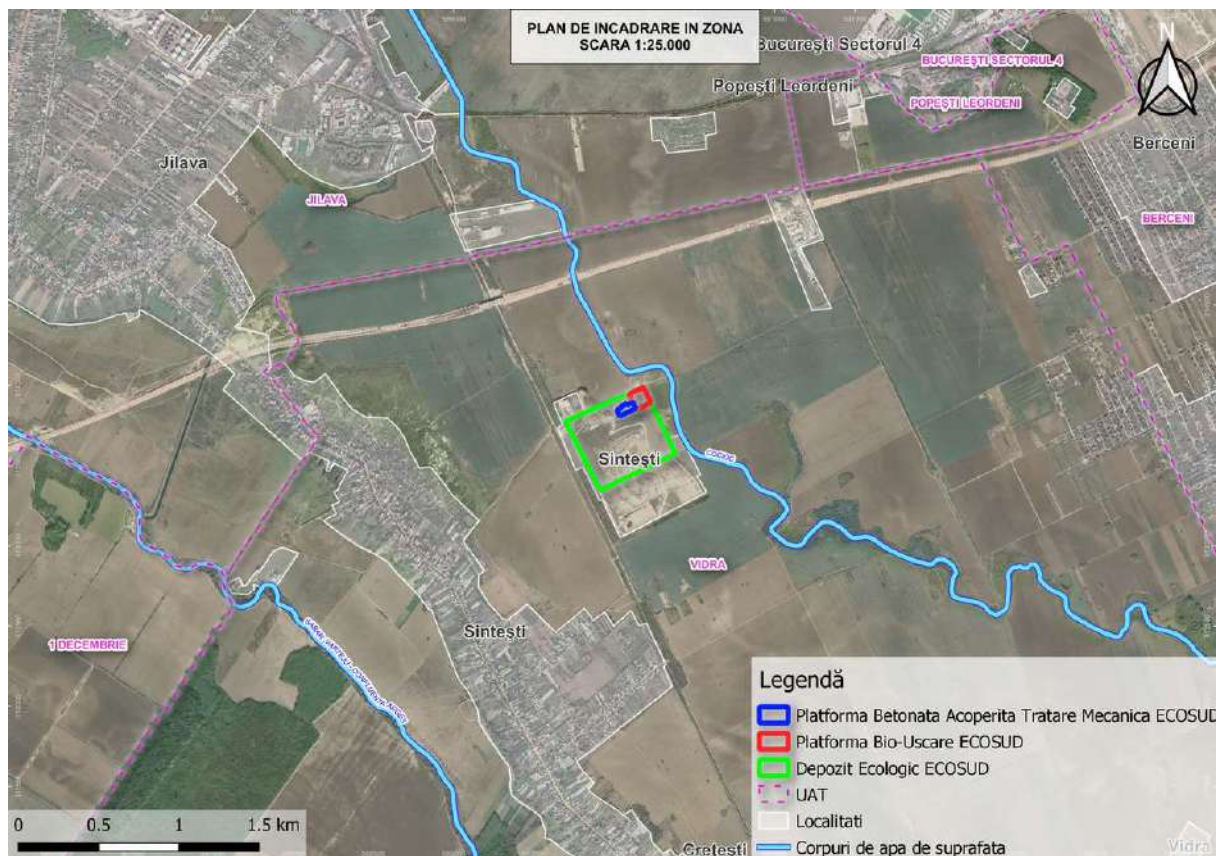 PLAN DE INCADRARE IN ZONA
SCARA 1:25.000
N
București Sectorul 4
BUCUREȘTI SECTORUL 4
Popești Leordeni
POPEȘTI LEORDENI
Berceni
Jilava
JILAVA
BERCENI
Sintești
COCIOC
VIDRA
Sintești
1 DECEMBRIE
Crețești
Vidra
Legendă
Platforma Betonata Acoperita Tratare Mecanica ECOSUD
Platforma Bio-Uscare ECOSUD
Depozit Ecologic ECOSUD
UAT
Localitati
Corpuri de apa de suprafata
0 0.5 1 1.5 km